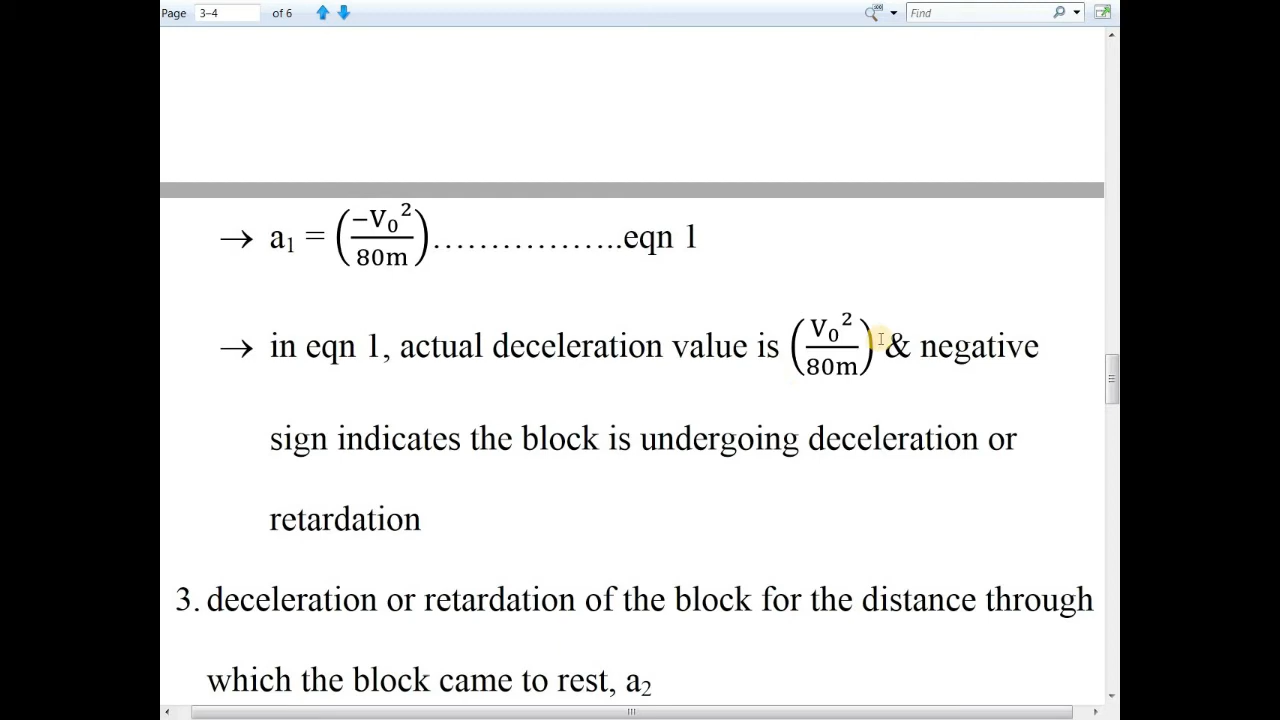 Page 3–4 of 6 Find
→ a₁ = (−V₀²/80m)………………..eqn 1
→ in eqn 1, actual deceleration value is (V₀²/80m) & negative
sign indicates the block is undergoing deceleration or
retardation
3. deceleration or retardation of the block for the distance through
which the block came to rest, a₂